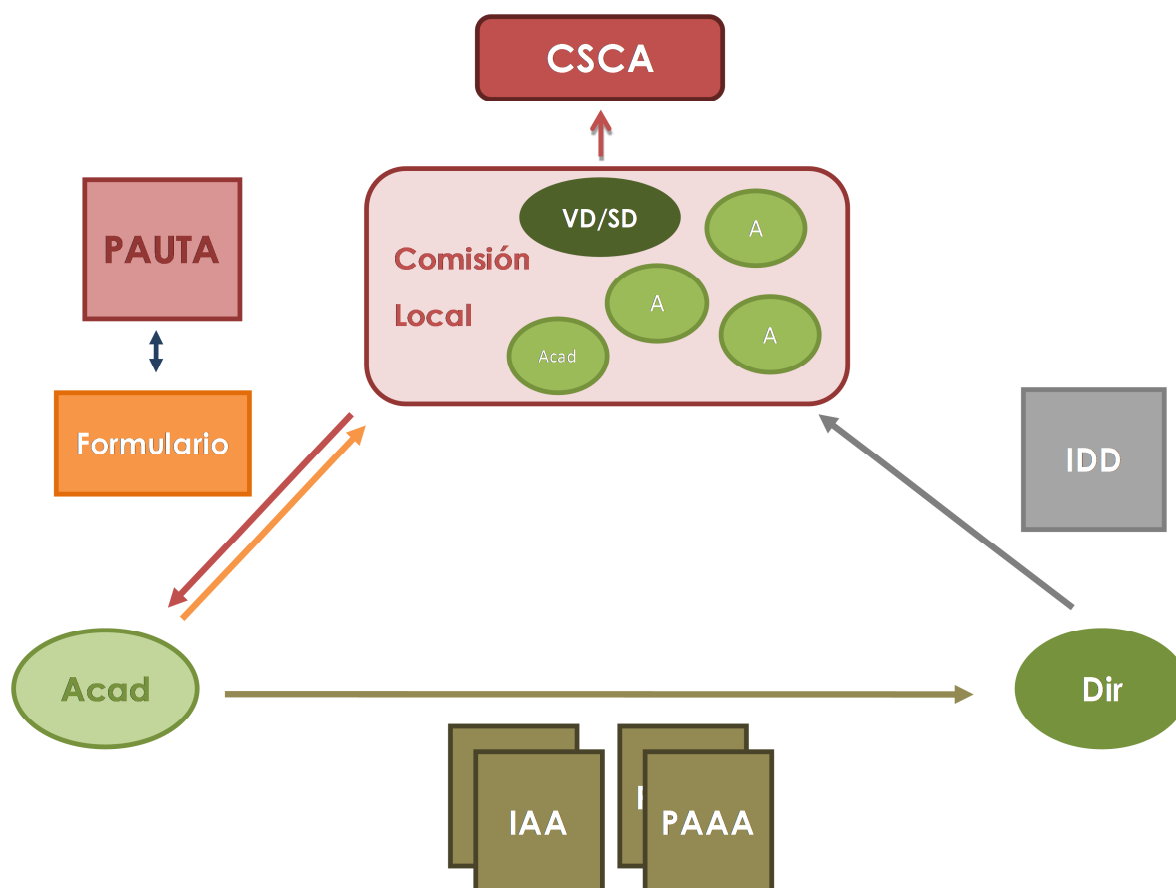 CSCA
VD/SD
A
PAUTA
Comisión
A
Local
A
Acad
Formulario
IDD
Acad
Dir
IAA
PAAA